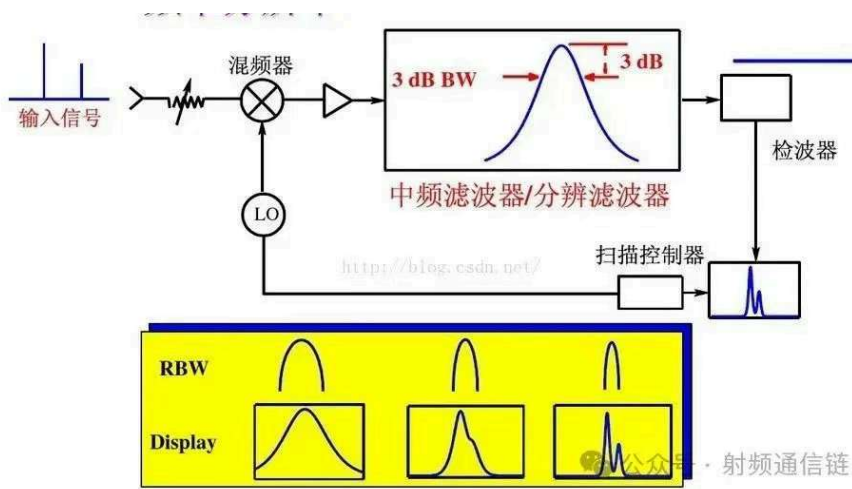 混频器
3 dB BW
3 dB
输入信号
检波器
中频滤波器/分辨滤波器
LO
http://blog.csdn.net/
扫描控制器
RBW
Display
公众号·射频通信链